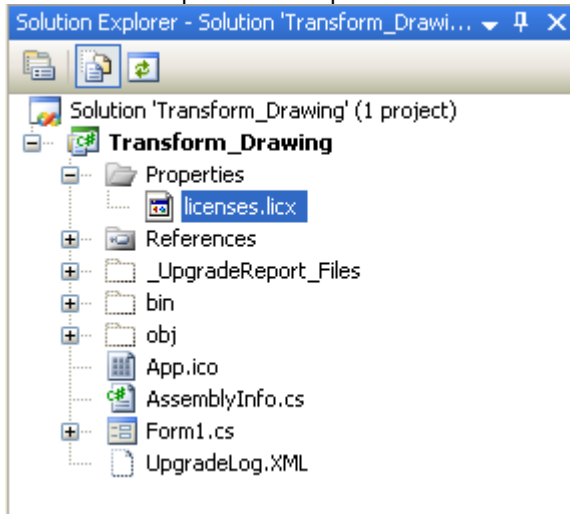 Solution Explorer - Solution 'Transform_Drawi...
Solution 'Transform_Drawing' (1 project)
Transform_Drawing
Properties
licenses.licx
References
_UpgradeReport_Files
bin
obj
App.ico
AssemblyInfo.cs
Form1.cs
UpgradeLog.XML